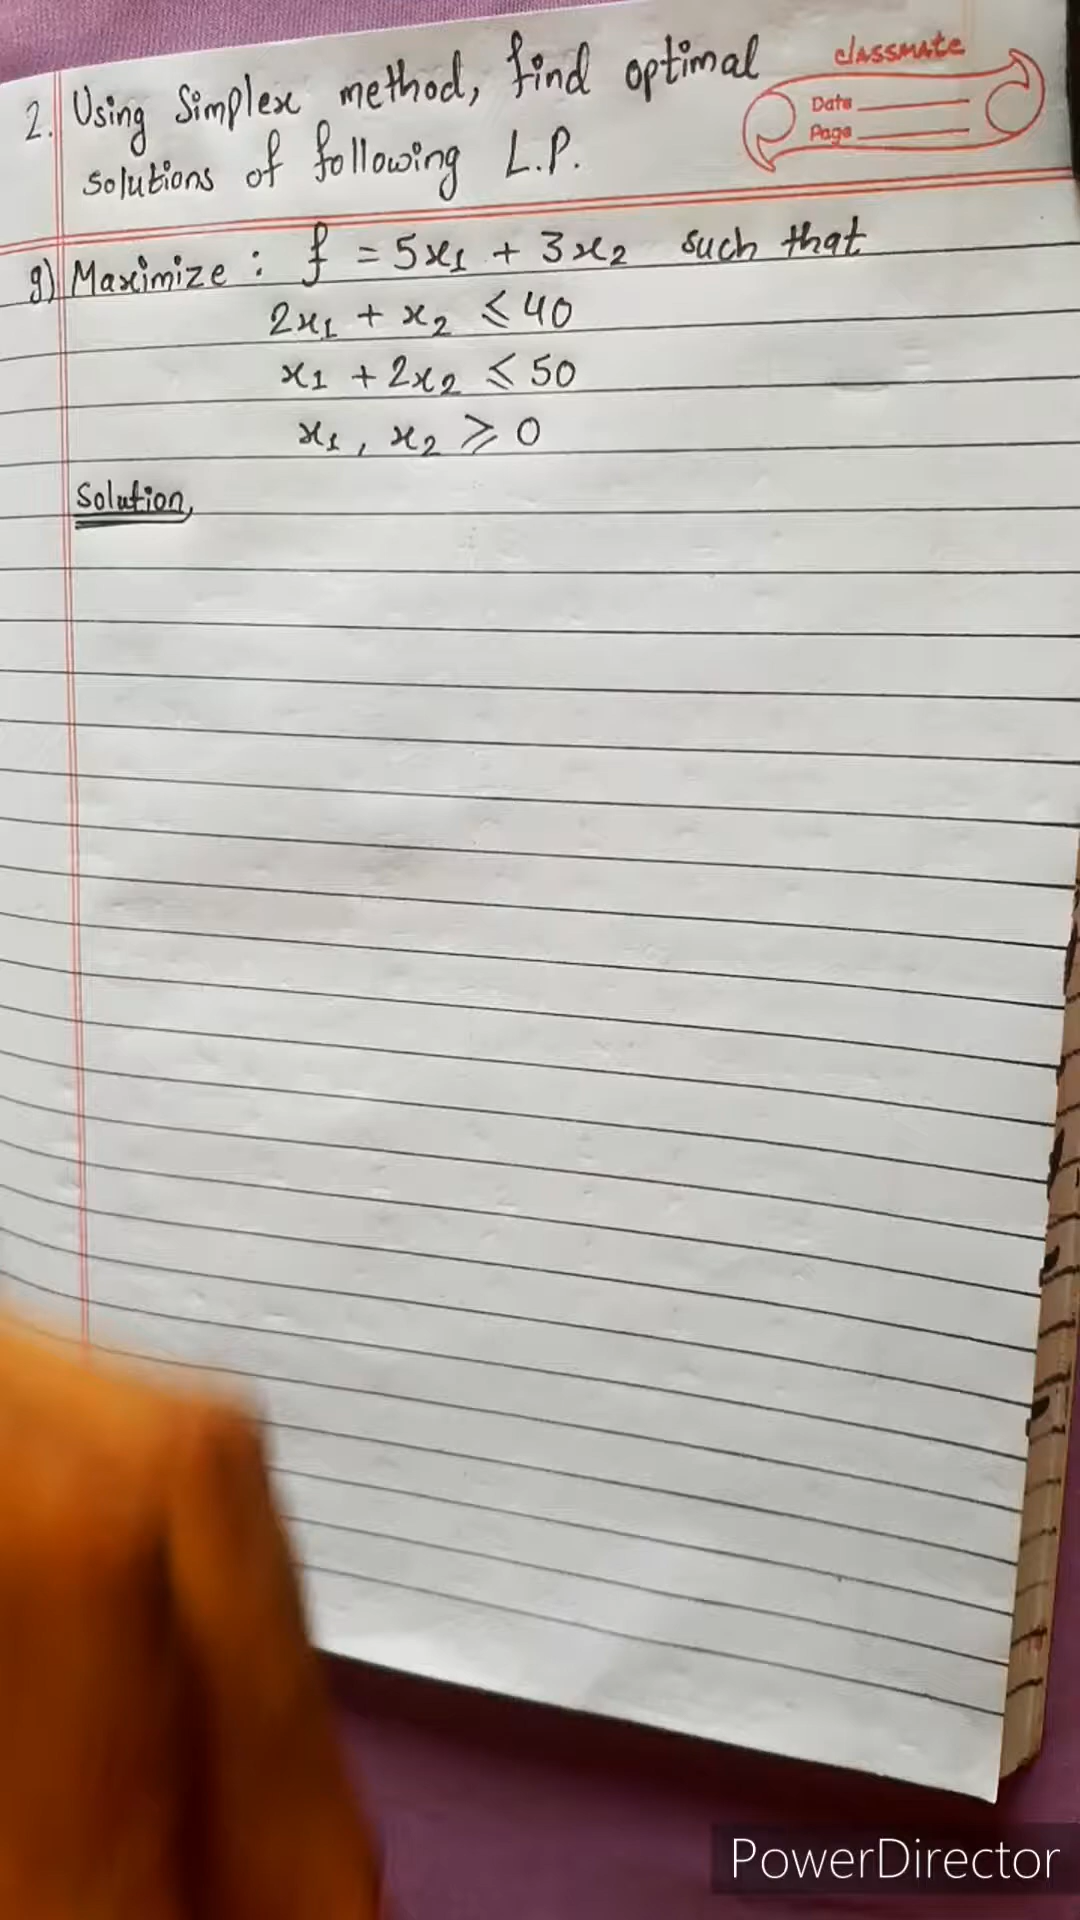 classmate
Date
Page
2. Using Simplex method, find optimal
solutions of following L.P.
g) Maximize : f = 5x₁ + 3x₂ such that
2x₁ + x₂ ≤ 40
x₁ + 2x₂ ≤ 50
x₁, x₂ ≥ 0
Solution,
PowerDirector